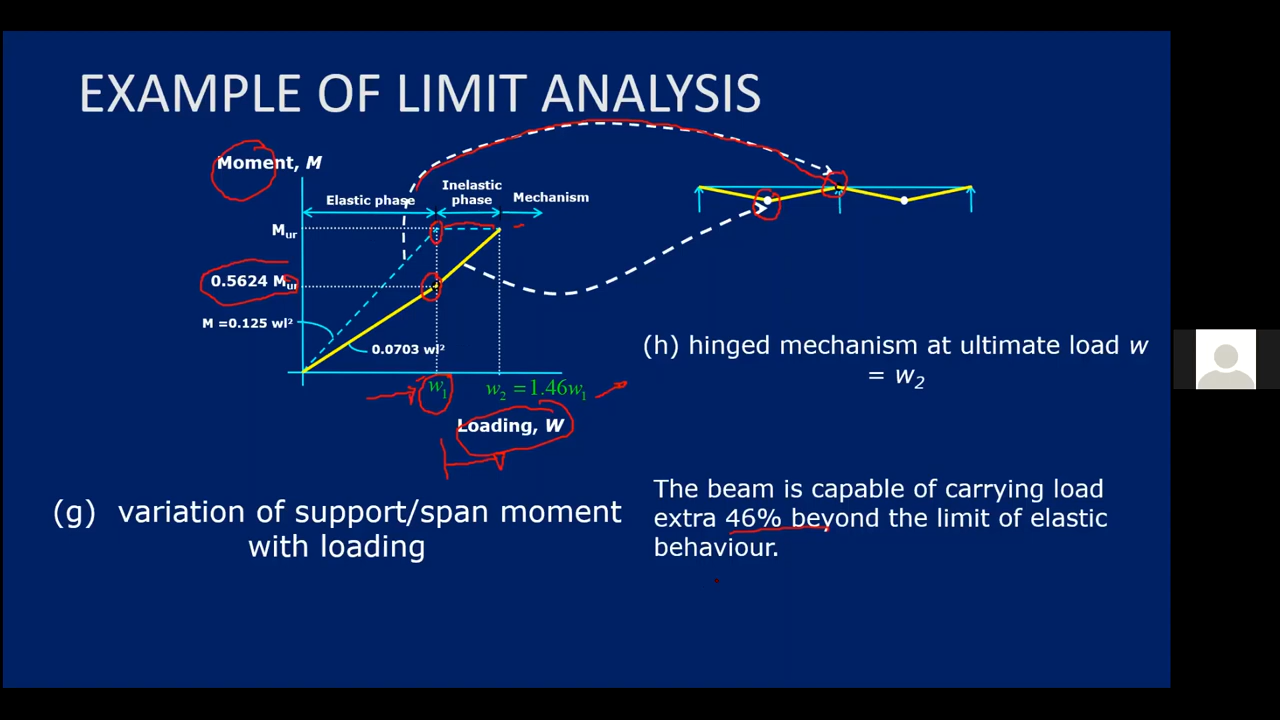 EXAMPLE OF LIMIT ANALYSIS
Moment, M
Elastic phase
Inelastic
phase
Mechanism
Mur
0.5624 Mur
M =0.125 wl²
0.0703 wl²
w₁
w₂ = 1.46w₁
Loading, W
(g) variation of support/span moment
with loading
(h) hinged mechanism at ultimate load w
= w₂
The beam is capable of carrying load
extra 46% beyond the limit of elastic
behaviour.